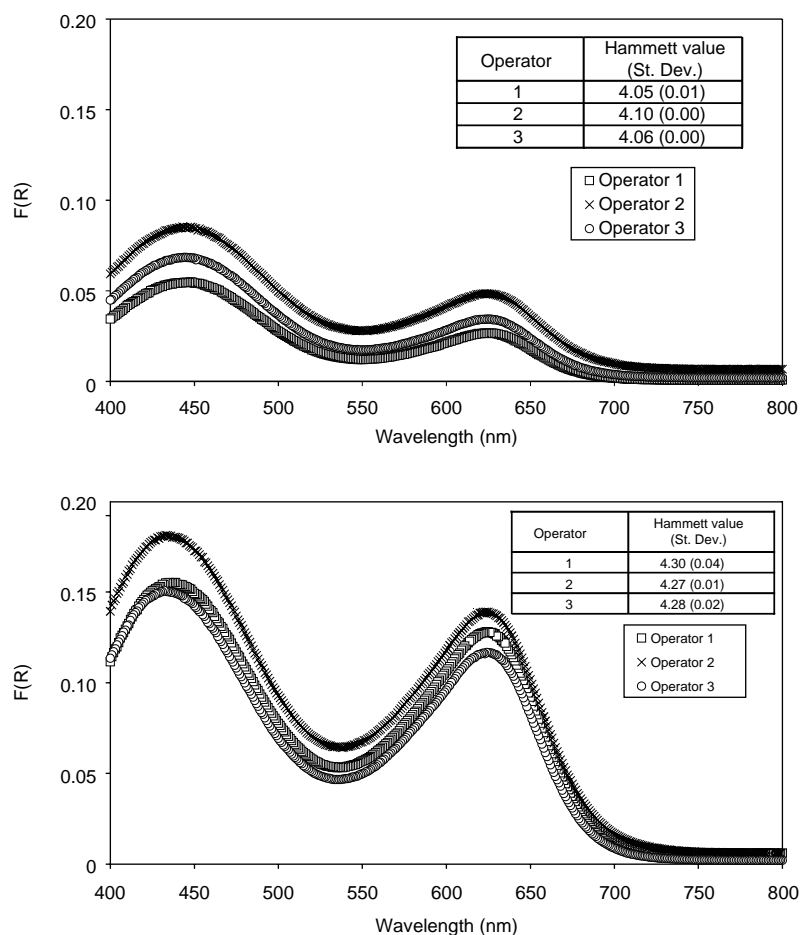 0.20
Operator Hammett value
(St. Dev.)
1 4.05 (0.01)
2 4.10 (0.00)
3 4.06 (0.00)
0.15
Operator 1
Operator 2
Operator 3
F(R)
0.10
0.05
0
400 450 500 550 600 650 700 750 800
Wavelength (nm)
0.20
Operator Hammett value
(St. Dev.)
1 4.30 (0.04)
2 4.27 (0.01)
3 4.28 (0.02)
0.15
Operator 1
Operator 2
Operator 3
F(R)
0.10
0.05
0
400 450 500 550 600 650 700 750 800
Wavelength (nm)